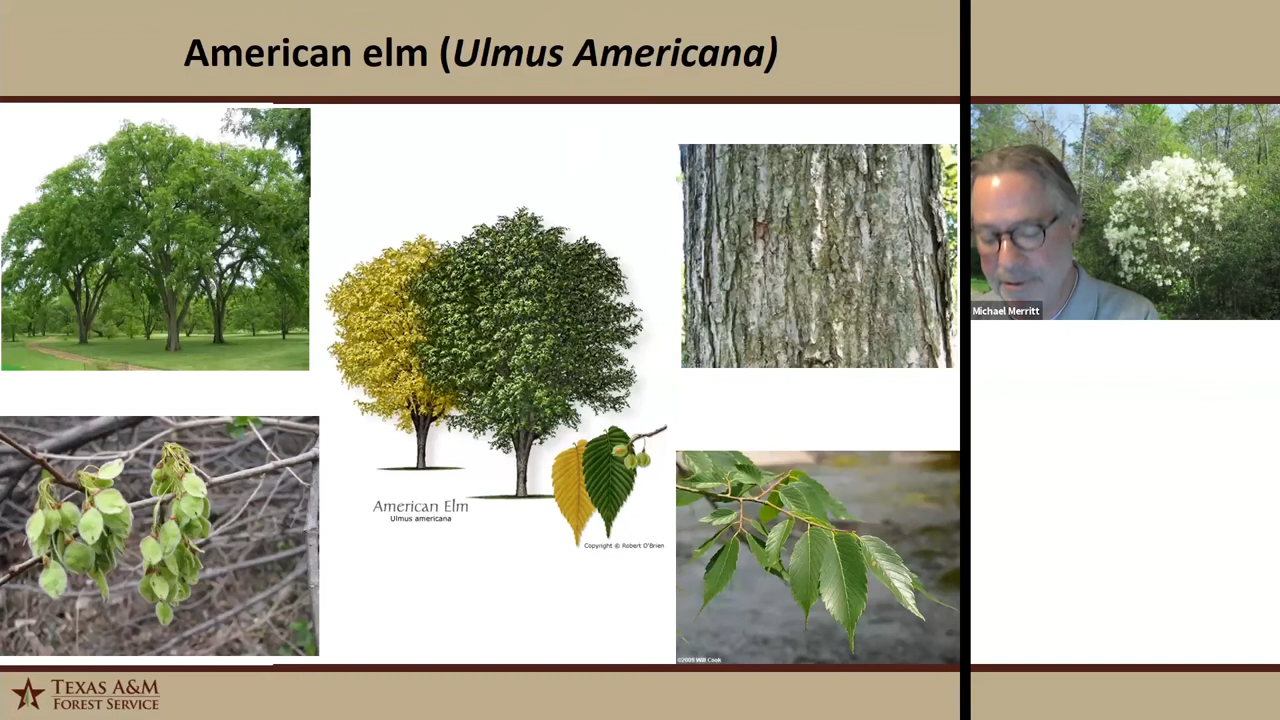 American elm (Ulmus Americana)
Michael Merritt
American Elm
Ulmus americana
Copyright © Robert O'Brien
©2009 Will Cook
TEXAS A&M
FOREST SERVICE